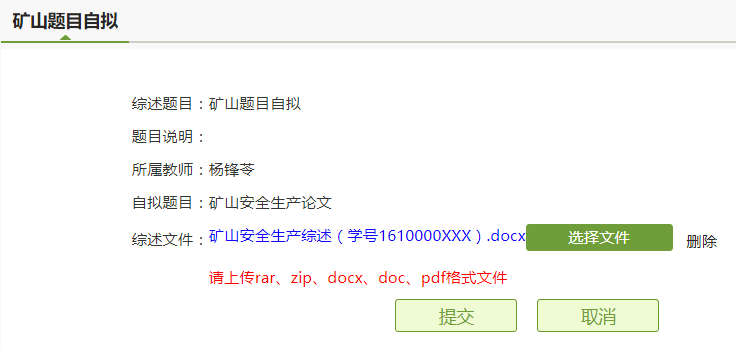 矿山题目自拟
综述题目：矿山题目自拟
题目说明：
所属教师：杨锋苓
自拟题目：矿山安全生产论文
综述文件：矿山安全生产综述（学号1610000XXX）.docx 选择文件 删除
请上传rar、zip、docx、doc、pdf格式文件
提交 取消